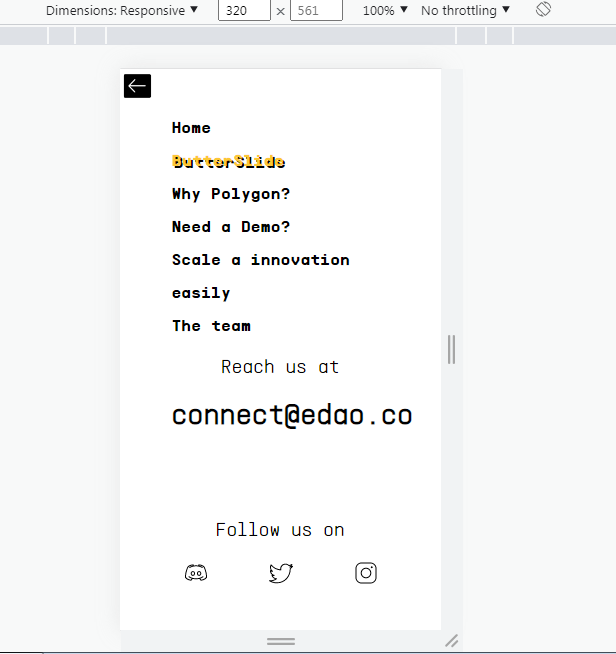 Dimensions: Responsive ▼ 320 × 561 100% ▼ No throttling ▼
Home
ButterSlide
Why Polygon?
Need a Demo?
Scale a innovation
easily
The team
Reach us at
connect@edao.co
Follow us on